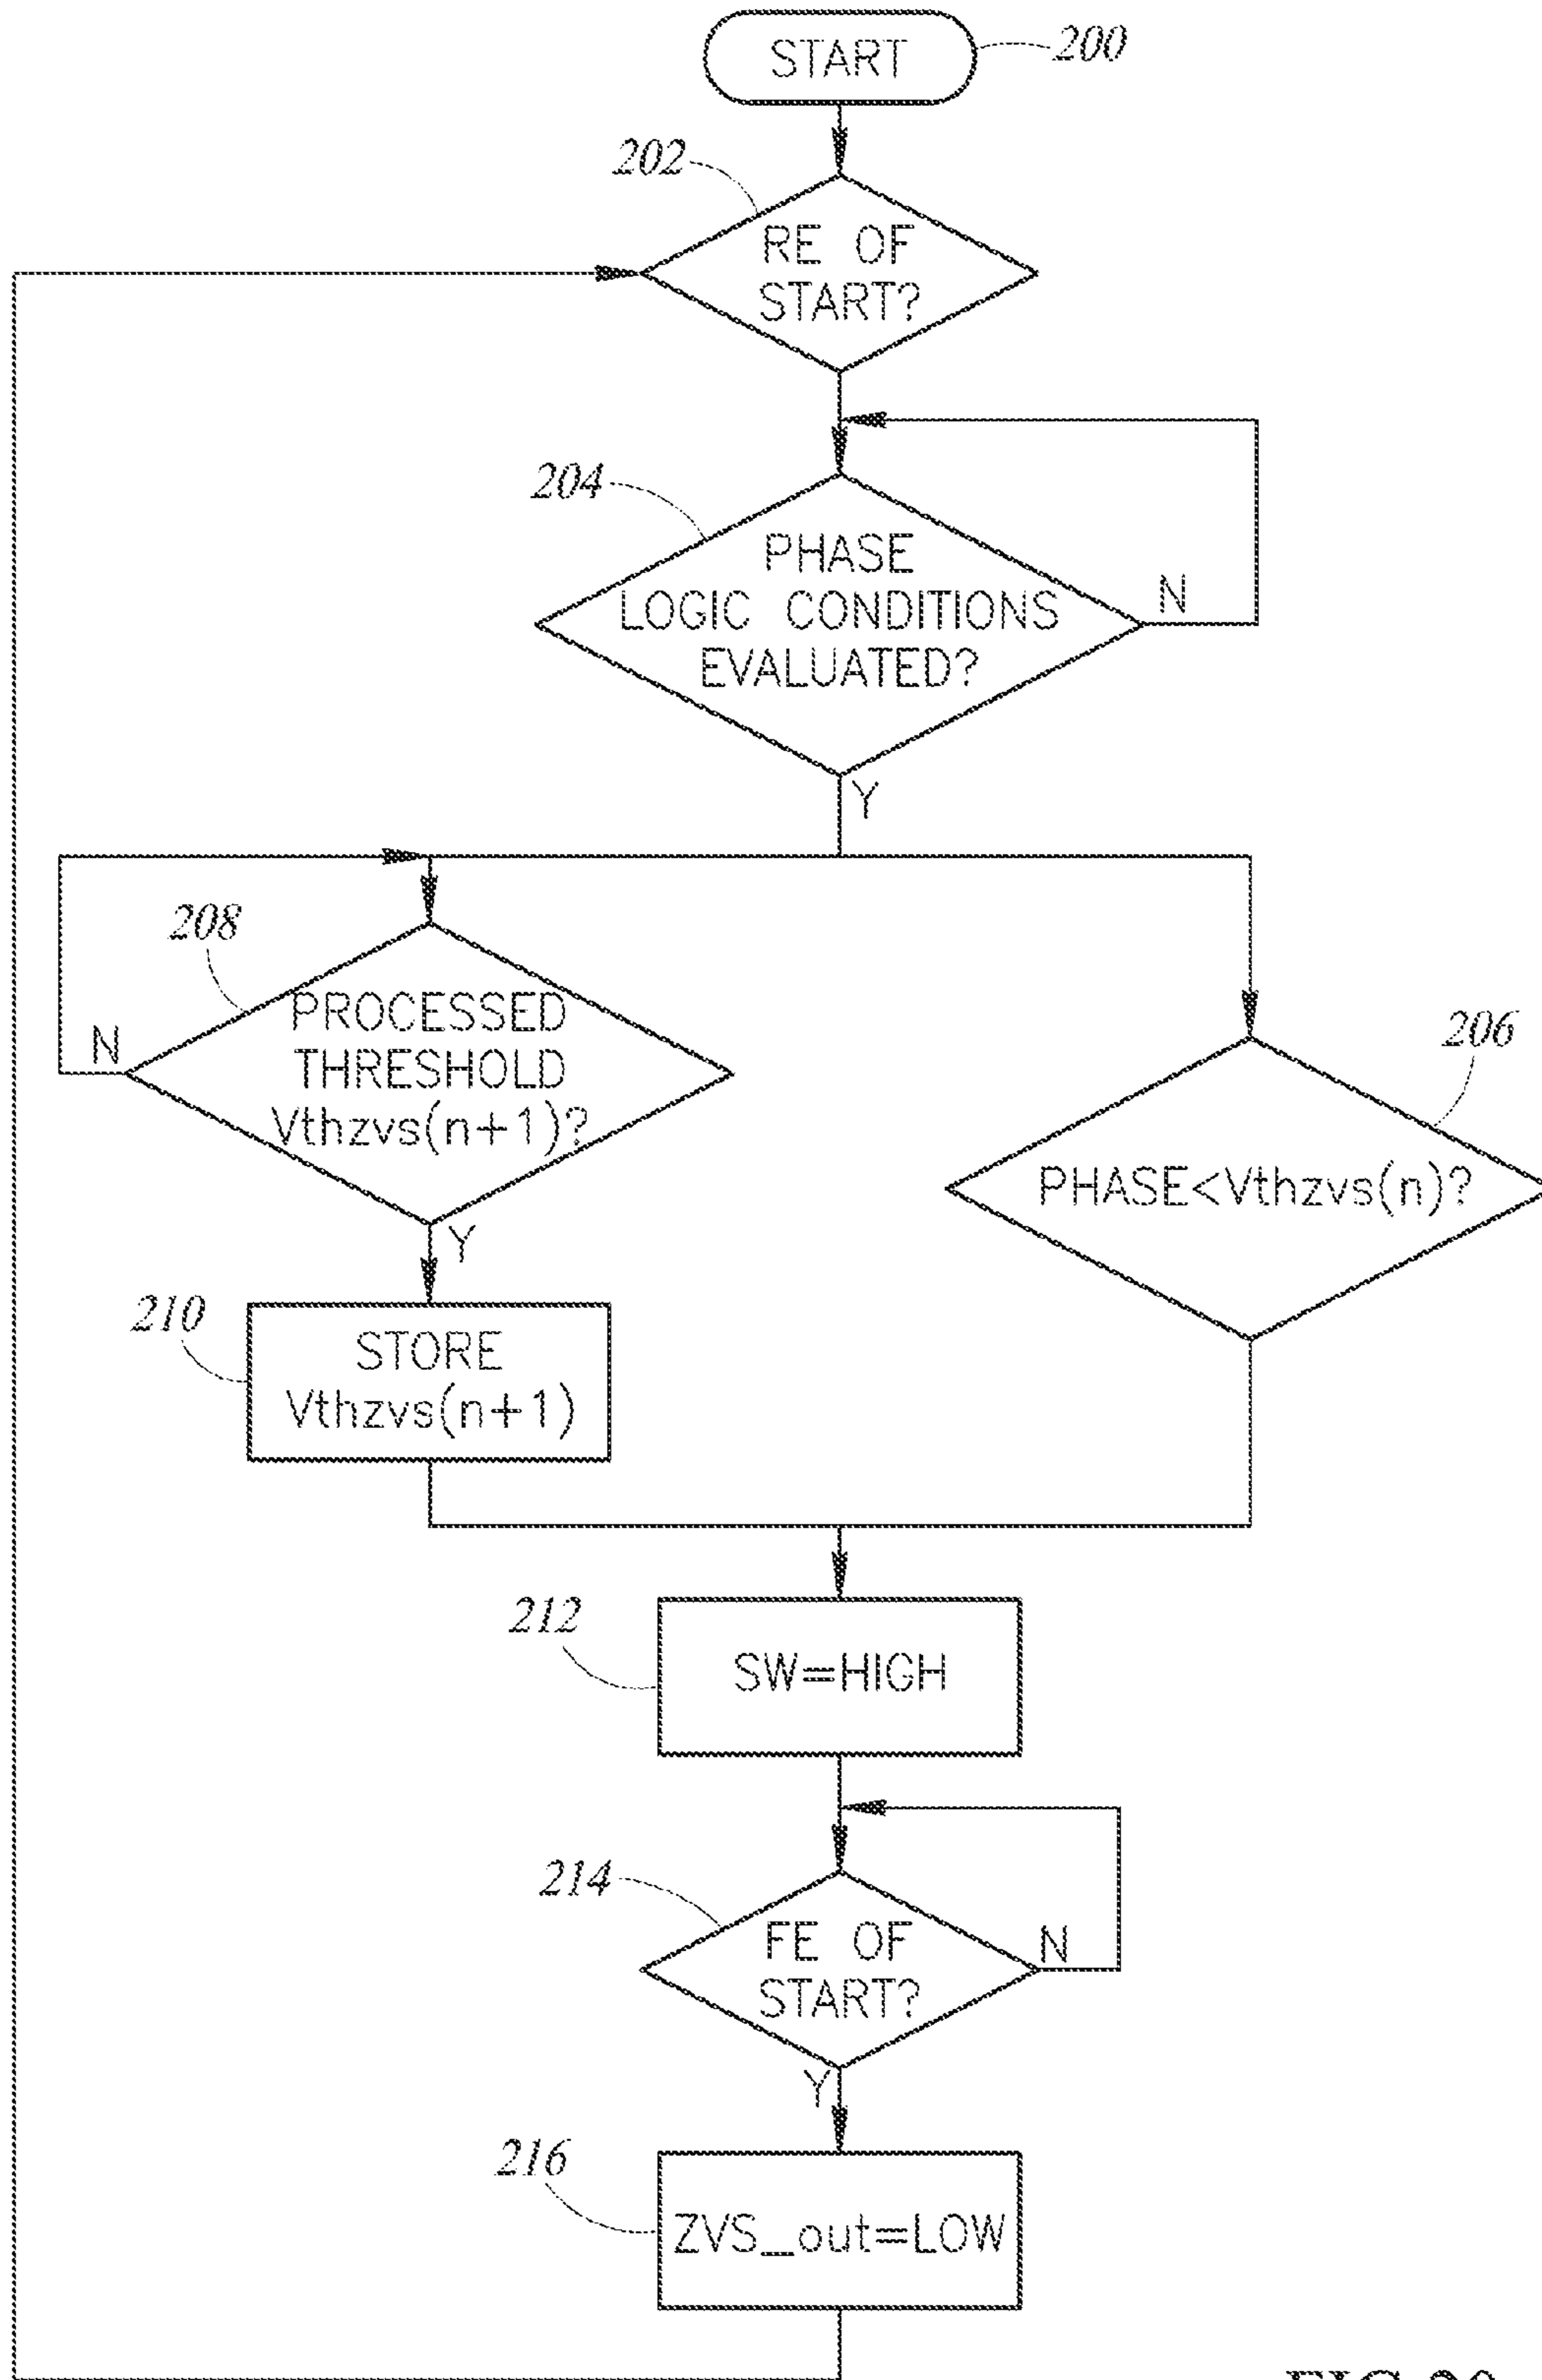 START
200
202
RE OF
START?
204
PHASE
LOGIC CONDITIONS
EVALUATED?
N
Y
208
PROCESSED
THRESHOLD
Vthzvs(n+1)?
N
Y
206
PHASE<Vthzvs(n)?
210
STORE
Vthzvs(n+1)
212
SW=HIGH
214
FE OF
START?
N
Y
216
ZVS_out=LOW